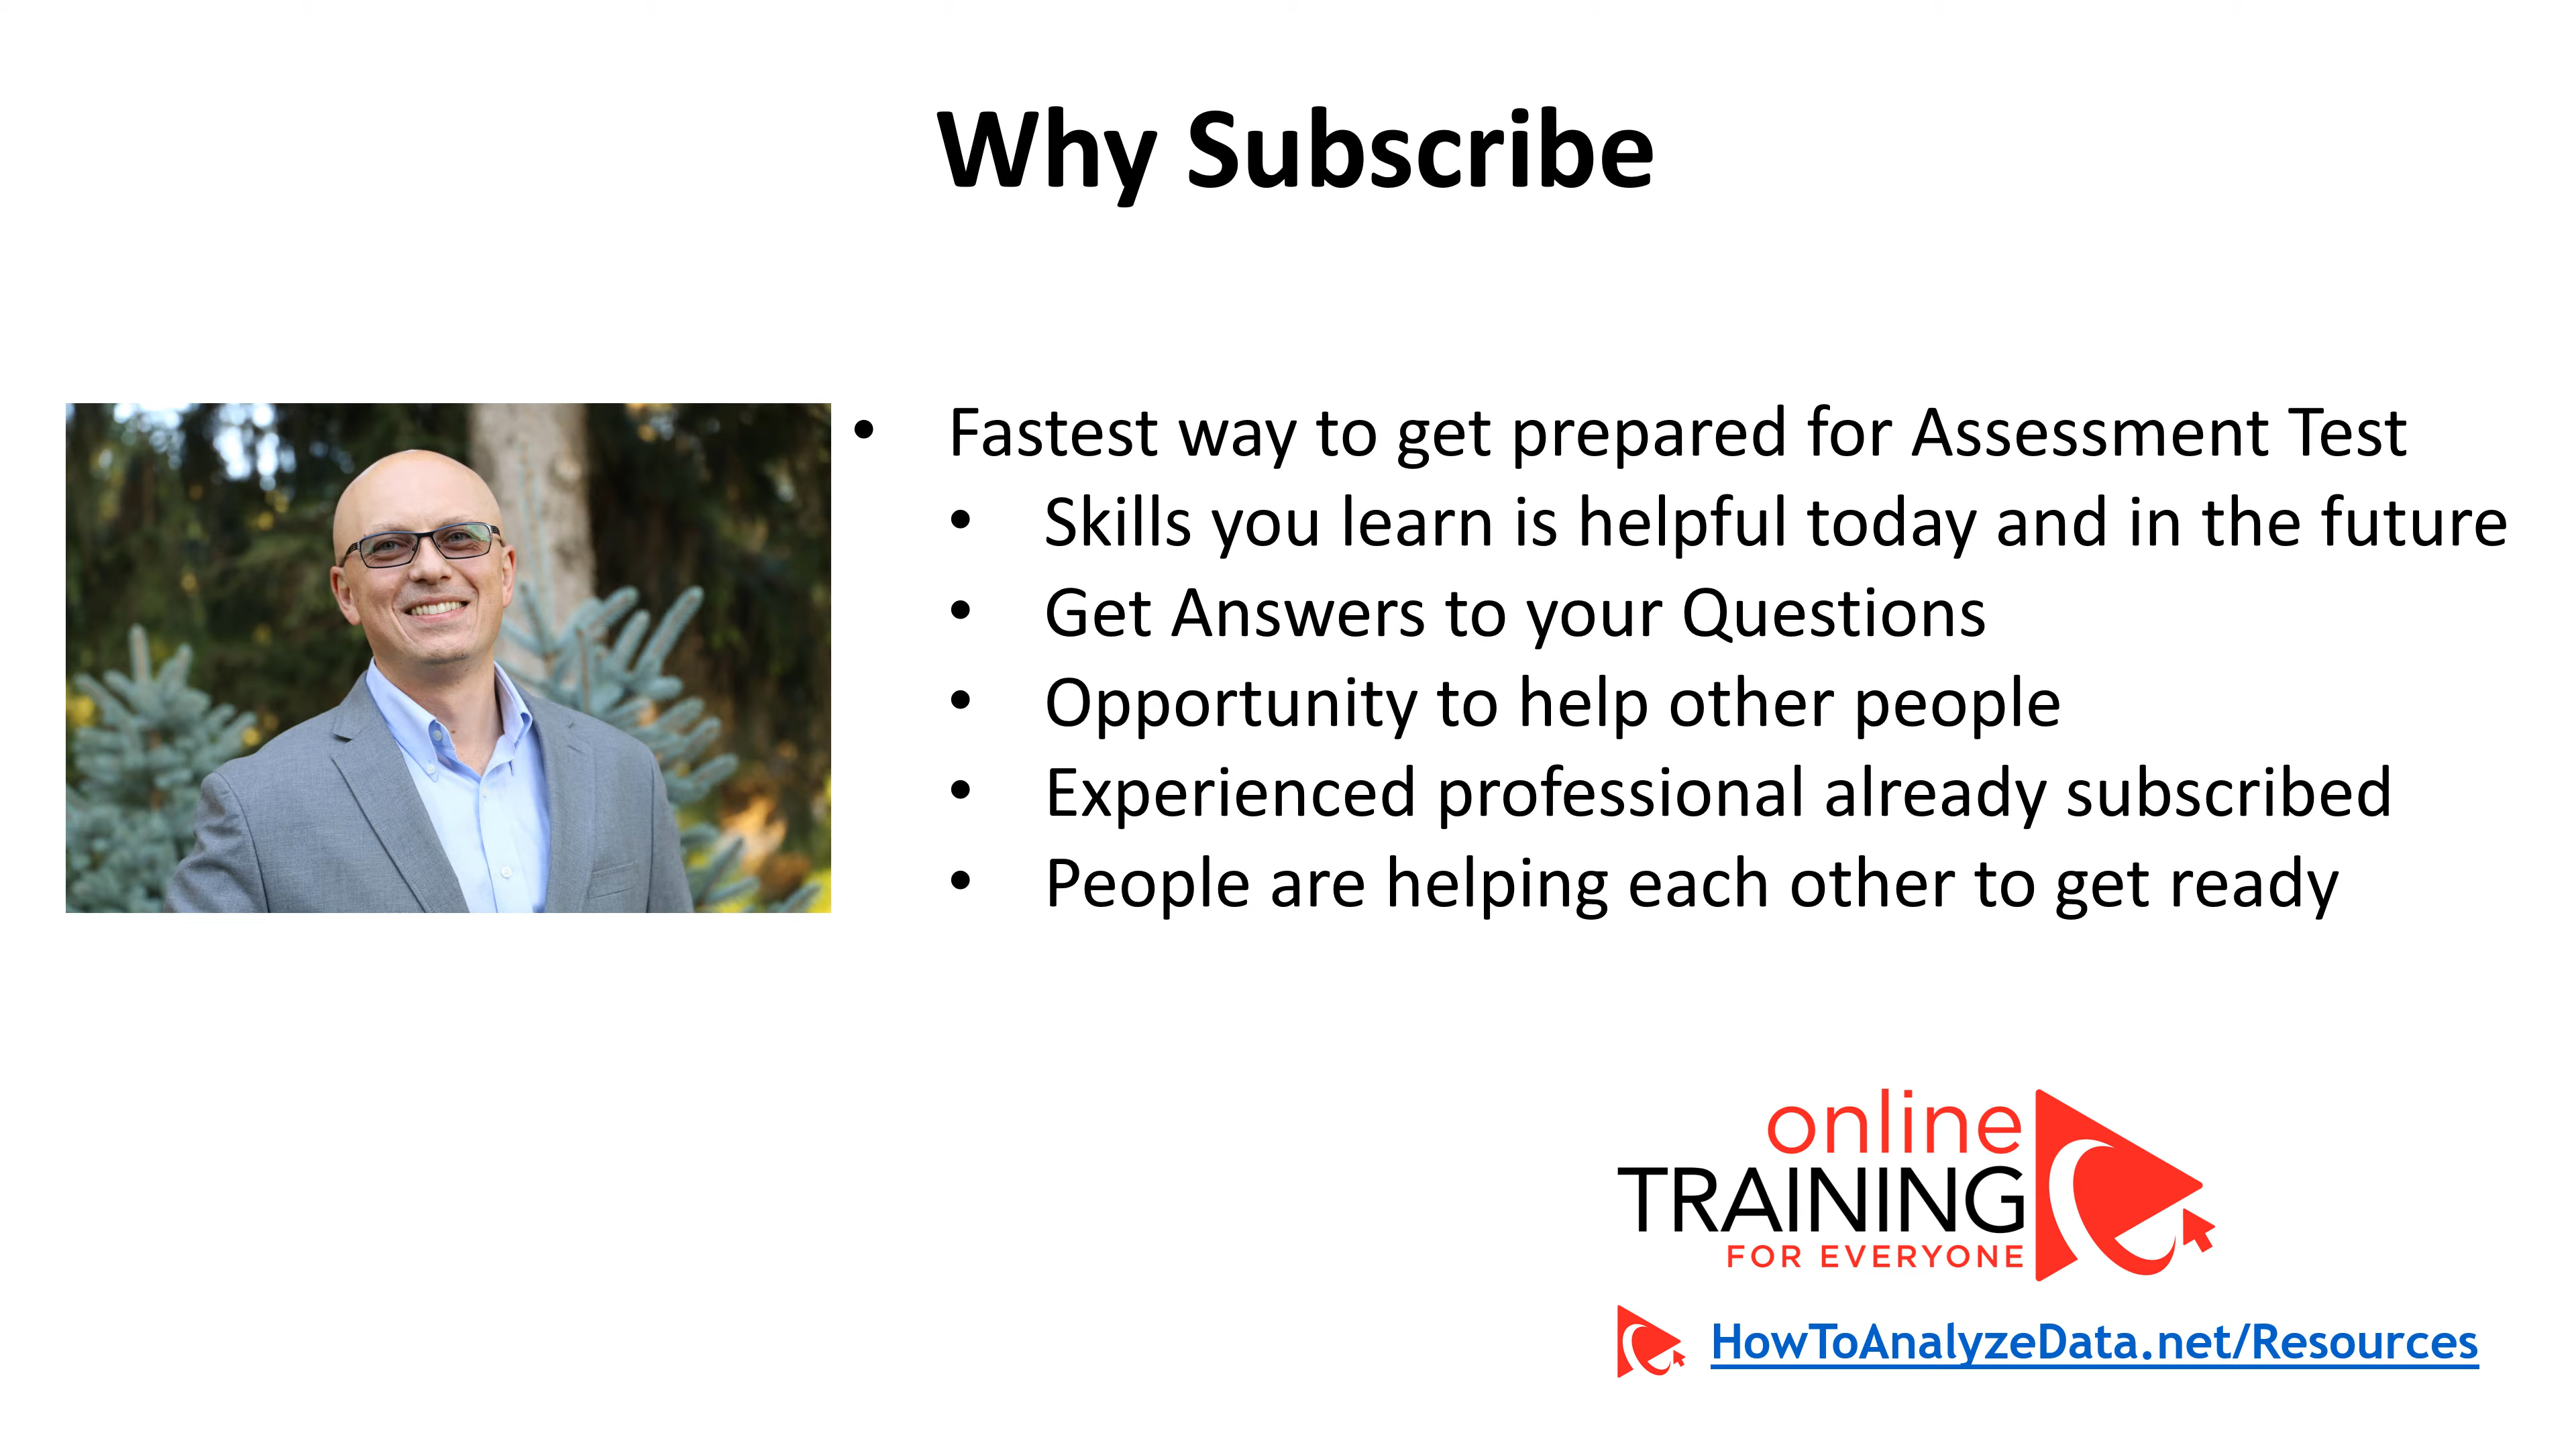 Why Subscribe
• Fastest way to get prepared for Assessment Test
• Skills you learn is helpful today and in the future
• Get Answers to your Questions
• Opportunity to help other people
• Experienced professional already subscribed
• People are helping each other to get ready
online
TRAINING
FOR EVERYONE
HowToAnalyzeData.net/Resources